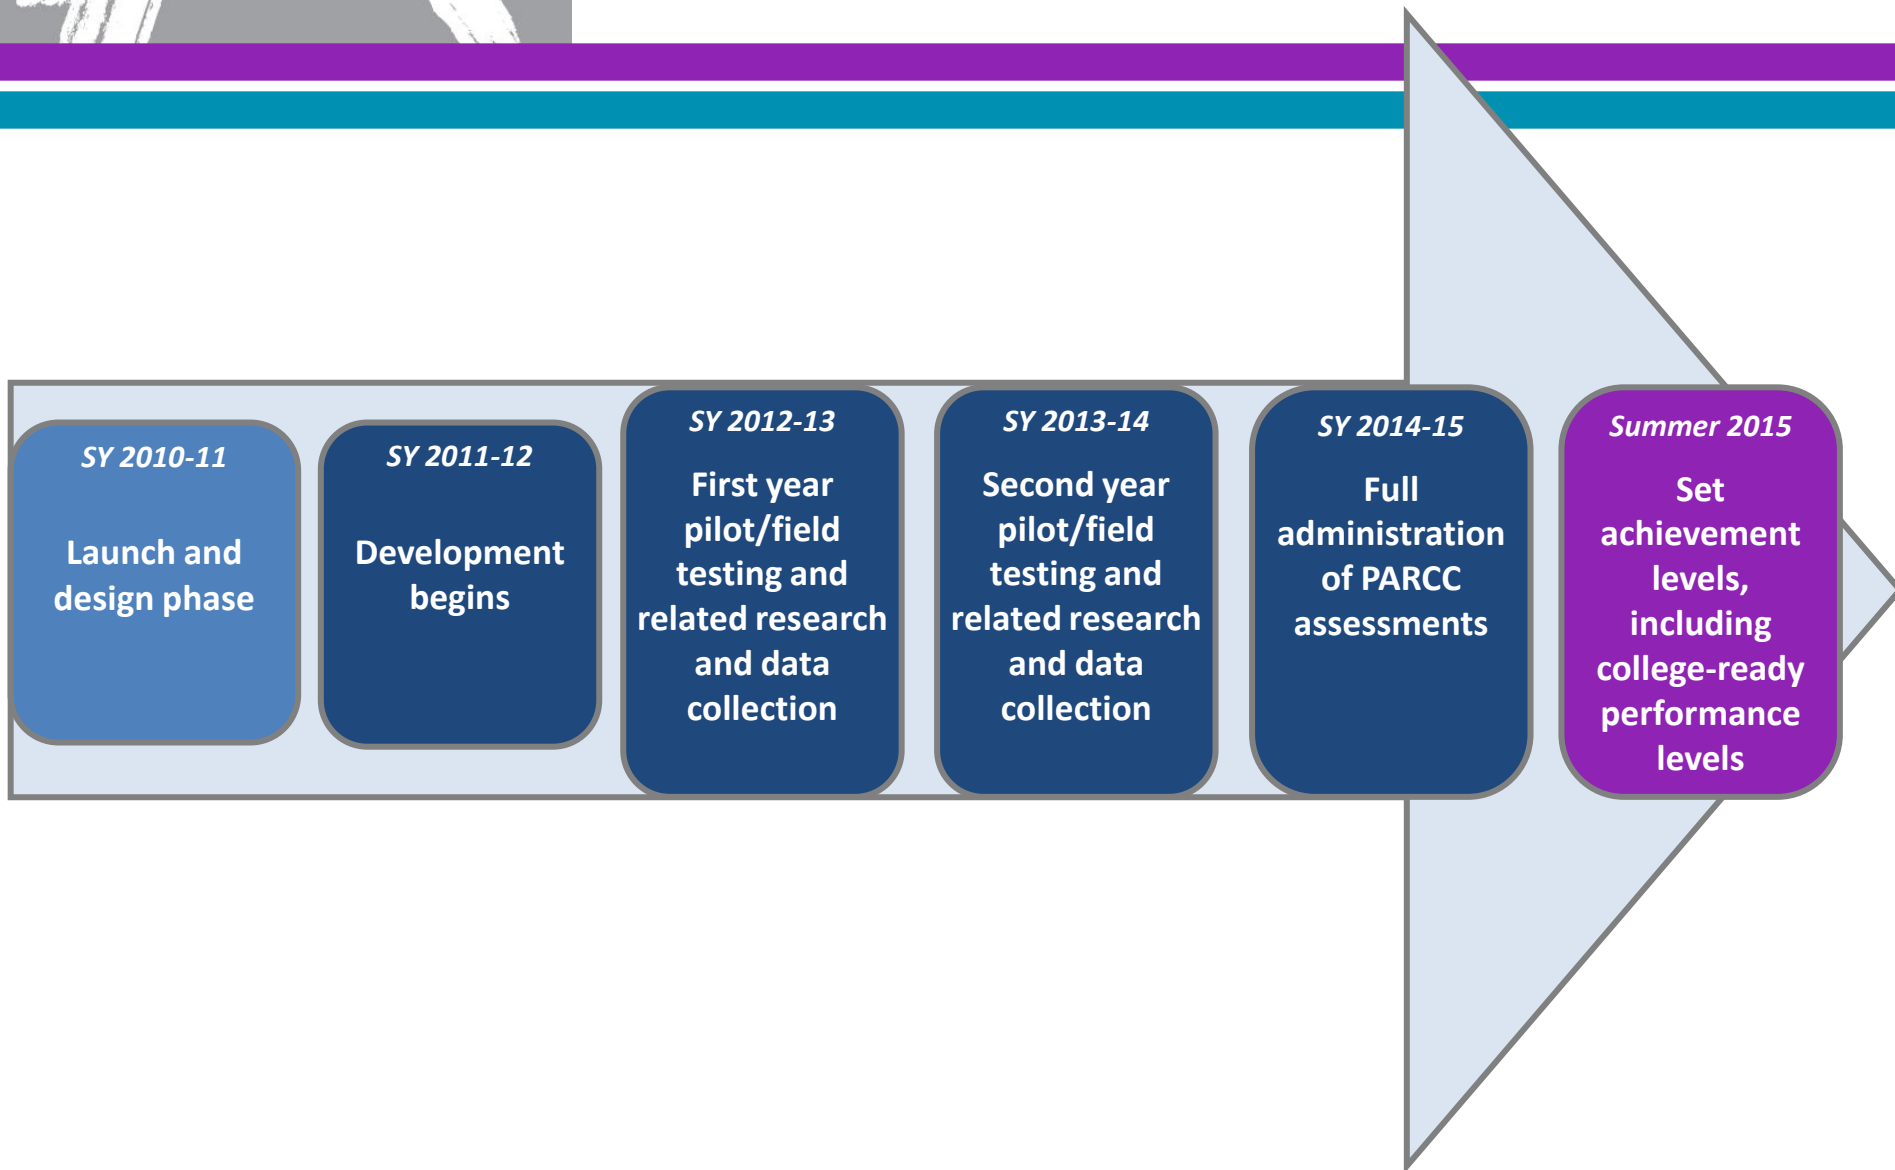 SY 2010-11
Launch and
design phase
SY 2011-12
Development
begins
SY 2012-13
First year
pilot/field
testing and
related research
and data
collection
SY 2013-14
Second year
pilot/field
testing and
related research
and data
collection
SY 2014-15
Full
administration
of PARCC
assessments
Summer 2015
Set
achievement
levels,
including
college-ready
performance
levels